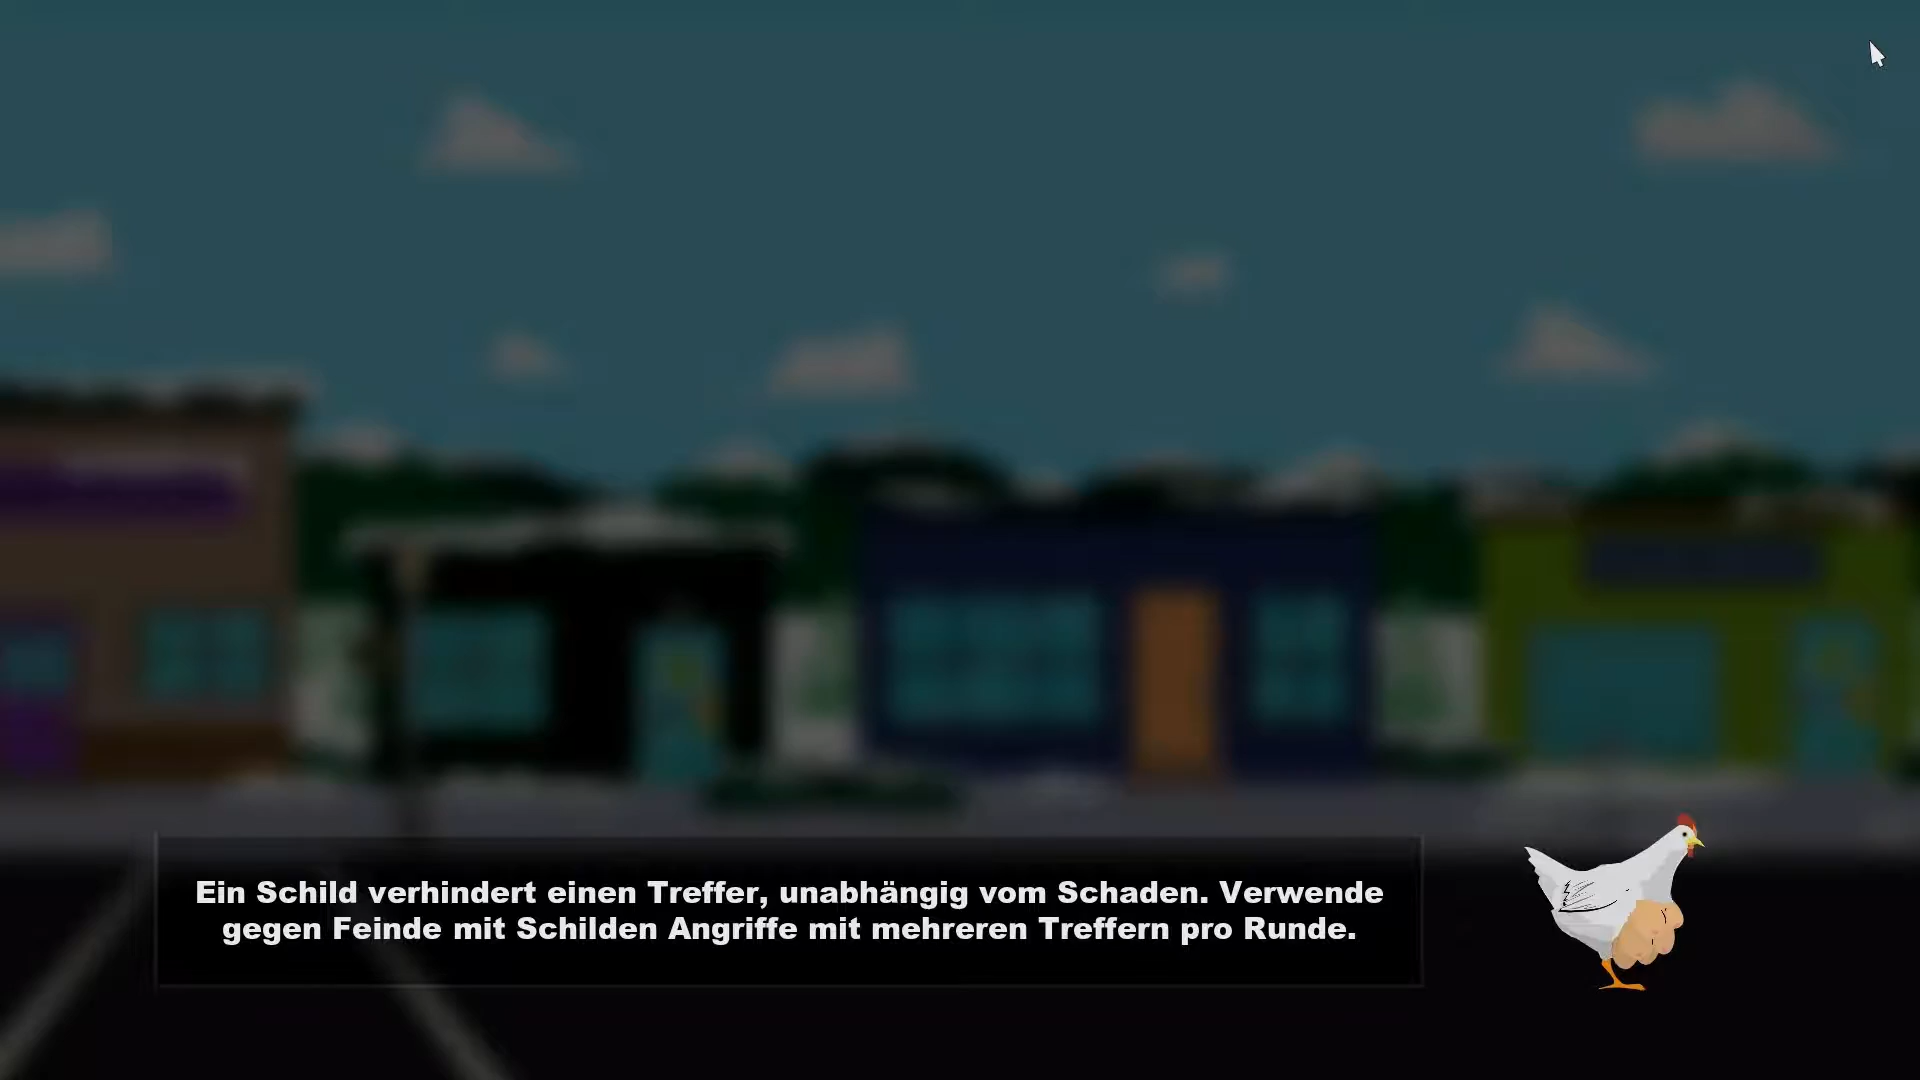 Ein Schild verhindert einen Treffer, unabhängig vom Schaden. Verwende
gegen Feinde mit Schilden Angriffe mit mehreren Treffern pro Runde.